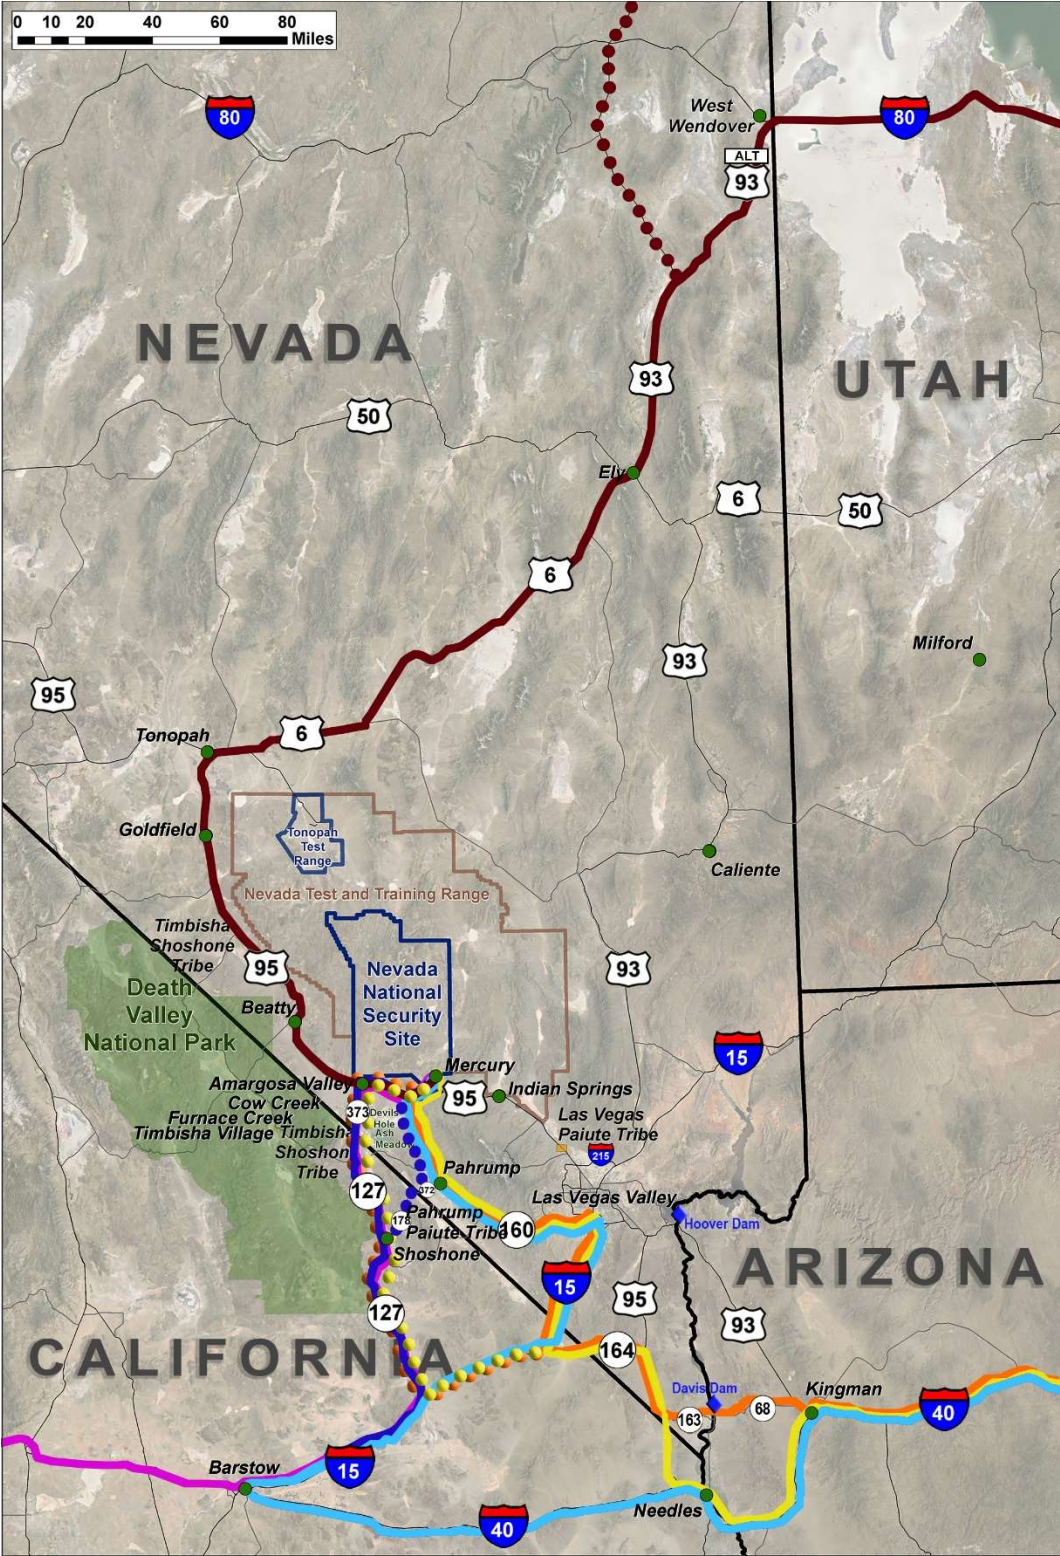 0 10 20 40 60 80
Miles
80
West
Wendover
80
ALT
93
NEVADA
UTAH
93
50
Ely
6
50
6
Milford
93
95
Tonopah
6
Goldfield
Tonopah
Test
Range
Caliente
Nevada Test and Training Range
Timbisha
Shoshone
Tribe
95
Nevada
National
Security
Site
93
Death
Valley
National Park
Beatty
15
Mercury
Amargosa Valley
95
Indian Springs
Cow Creek
Furnace Creek
Timbisha Village
373
Devils
Hole
Ash
Meadow
Las Vegas
Paiute Tribe
215
Timbisha
Shoshon
Tribe
Pahrump
372
127
178
Pahrump
Paiute Tribe
160
Las Vegas Valley
Hoover Dam
Shoshone
ARIZONA
15
95
93
127
CALIFORNIA
164
Davis Dam
Kingman
163
68
40
Barstow
15
Needles
40